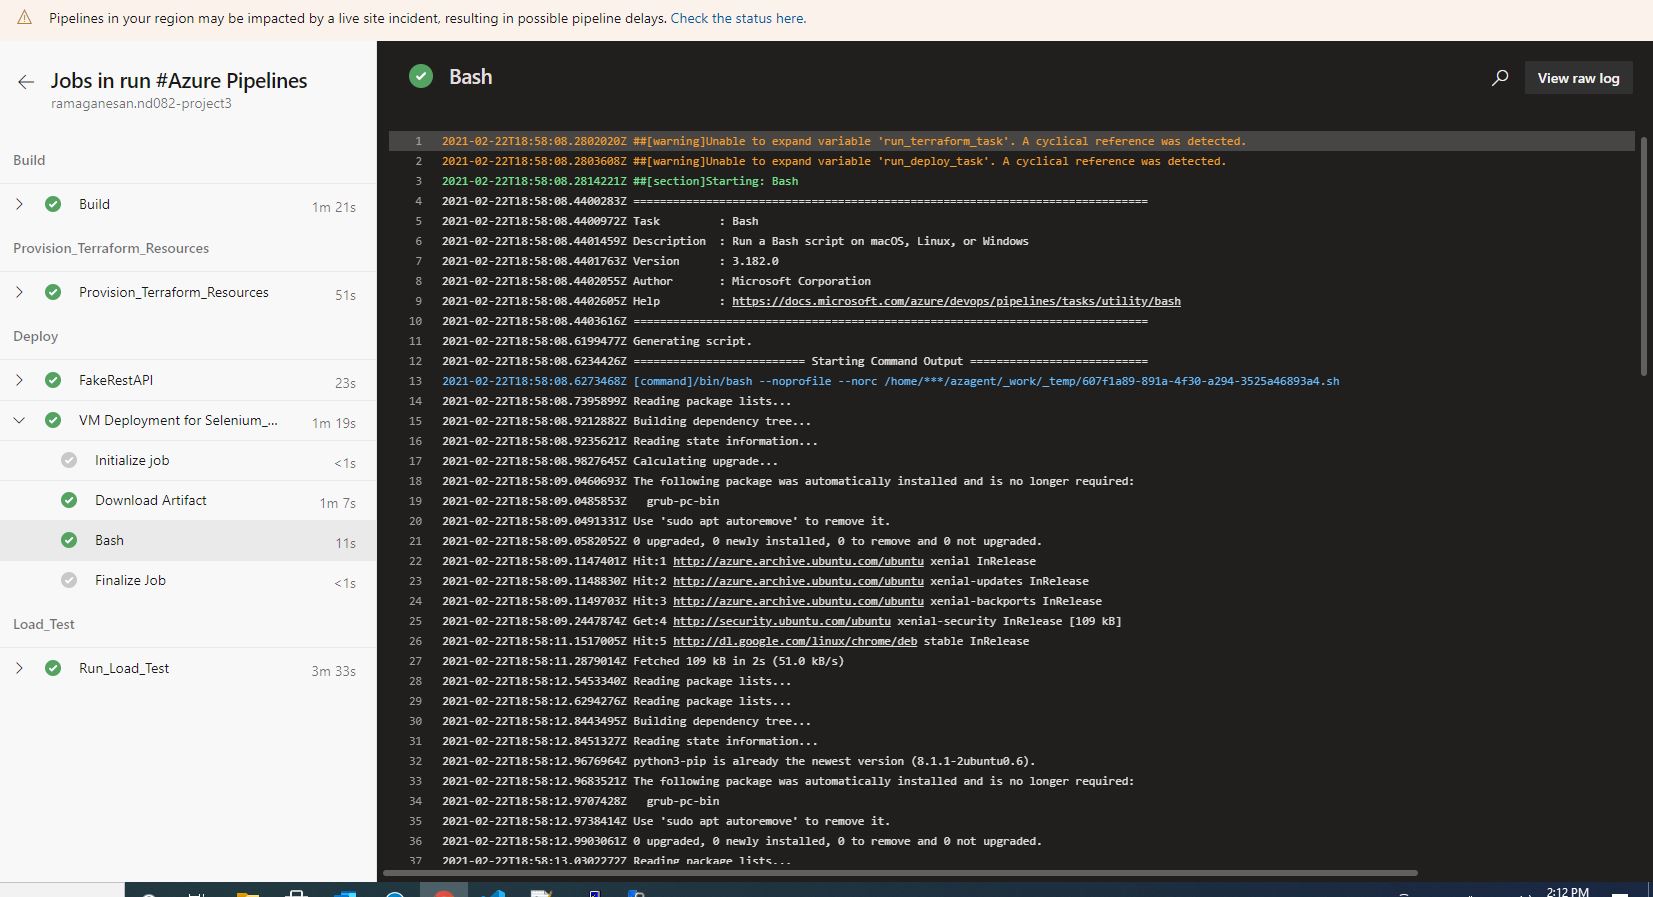 Pipelines in your region may be impacted by a live site incident, resulting in possible pipeline delays. Check the status here.
Jobs in run #Azure Pipelines
ramaganesan.nd082-project3
Build
Build 1m 21s
Provision_Terraform_Resources
Provision_Terraform_Resources 51s
Deploy
FakeRestAPI 23s
VM Deployment for Selenium_... 1m 19s
Initialize job <1s
Download Artifact 1m 7s
Bash 11s
Finalize Job <1s
Load_Test
Run_Load_Test 3m 33s
Bash
View raw log
1 2021-02-22T18:58:08.2802020Z ##[warning]Unable to expand variable 'run_terraform_task'. A cyclical reference was detected.
2 2021-02-22T18:58:08.2803608Z ##[warning]Unable to expand variable 'run_deploy_task'. A cyclical reference was detected.
3 2021-02-22T18:58:08.2814221Z ##[section]Starting: Bash
4 2021-02-22T18:58:08.4400283Z ==============================================================================
5 2021-02-22T18:58:08.4400972Z Task         : Bash
6 2021-02-22T18:58:08.4401459Z Description  : Run a Bash script on macOS, Linux, or Windows
7 2021-02-22T18:58:08.4401763Z Version      : 3.182.0
8 2021-02-22T18:58:08.4402055Z Author       : Microsoft Corporation
9 2021-02-22T18:58:08.4402605Z Help         : https://docs.microsoft.com/azure/devops/pipelines/tasks/utility/bash
10 2021-02-22T18:58:08.4403616Z ==============================================================================
11 2021-02-22T18:58:08.6199477Z Generating script.
12 2021-02-22T18:58:08.6234426Z ========================== Starting Command Output ===========================
13 2021-02-22T18:58:08.6273468Z [command]/bin/bash --noprofile --norc /home/***/azagent/_work/_temp/607f1a89-891a-4f30-a294-3525a46893a4.sh
14 2021-02-22T18:58:08.7395899Z Reading package lists...
15 2021-02-22T18:58:08.9212882Z Building dependency tree...
16 2021-02-22T18:58:08.9235621Z Reading state information...
17 2021-02-22T18:58:08.9827645Z Calculating upgrade...
18 2021-02-22T18:58:09.0460693Z The following package was automatically installed and is no longer required:
19 2021-02-22T18:58:09.0485853Z   grub-pc-bin
20 2021-02-22T18:58:09.0491331Z Use 'sudo apt autoremove' to remove it.
21 2021-02-22T18:58:09.0582052Z 0 upgraded, 0 newly installed, 0 to remove and 0 not upgraded.
22 2021-02-22T18:58:09.1147401Z Hit:1 http://azure.archive.ubuntu.com/ubuntu xenial InRelease
23 2021-02-22T18:58:09.1148830Z Hit:2 http://azure.archive.ubuntu.com/ubuntu xenial-updates InRelease
24 2021-02-22T18:58:09.1149703Z Hit:3 http://azure.archive.ubuntu.com/ubuntu xenial-backports InRelease
25 2021-02-22T18:58:09.2447874Z Get:4 http://security.ubuntu.com/ubuntu xenial-security InRelease [109 kB]
26 2021-02-22T18:58:11.1517005Z Hit:5 http://dl.google.com/linux/chrome/deb stable InRelease
27 2021-02-22T18:58:11.2879014Z Fetched 109 kB in 2s (51.0 kB/s)
28 2021-02-22T18:58:12.5453340Z Reading package lists...
29 2021-02-22T18:58:12.6294276Z Reading package lists...
30 2021-02-22T18:58:12.8443495Z Building dependency tree...
31 2021-02-22T18:58:12.8451327Z Reading state information...
32 2021-02-22T18:58:12.9676964Z python3-pip is already the newest version (8.1.1-2ubuntu0.6).
33 2021-02-22T18:58:12.9683521Z The following package was automatically installed and is no longer required:
34 2021-02-22T18:58:12.9707428Z   grub-pc-bin
35 2021-02-22T18:58:12.9738414Z Use 'sudo apt autoremove' to remove it.
36 2021-02-22T18:58:12.9903061Z 0 upgraded, 0 newly installed, 0 to remove and 0 not upgraded.
37 2021-02-22T18:58:13.0302272Z Reading package lists...
2:12 PM